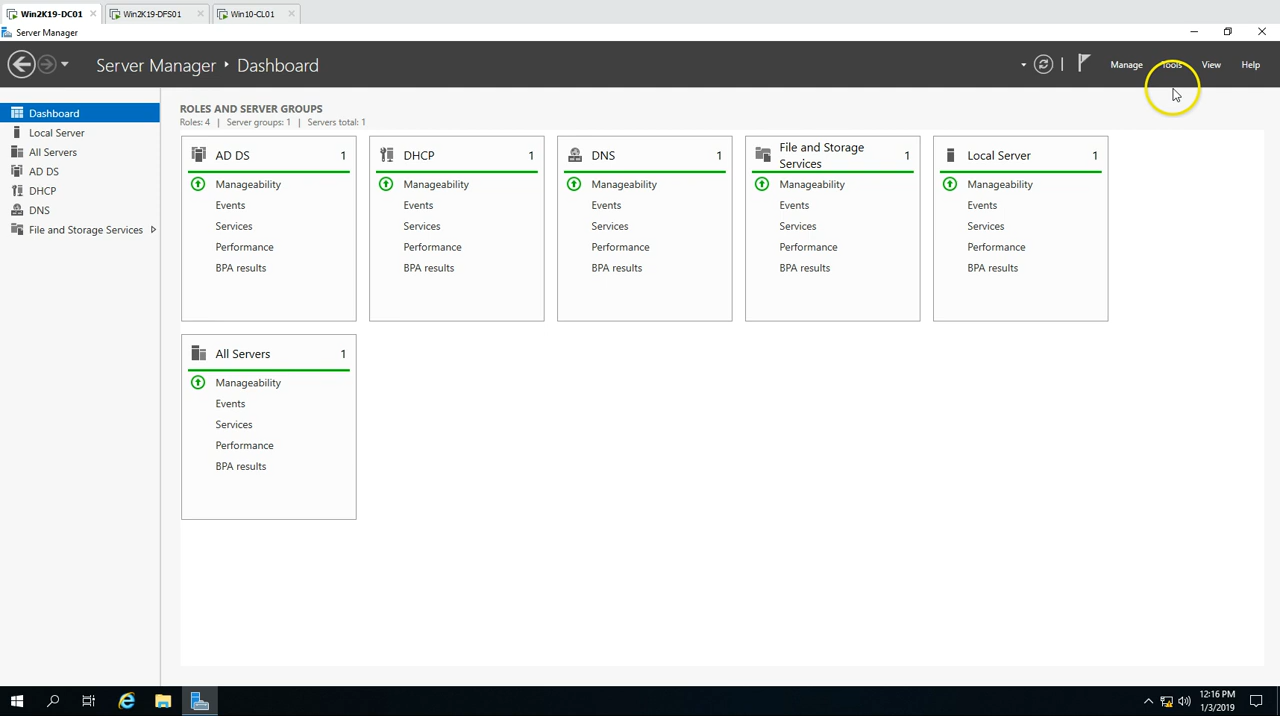 Win2K19-DC01
Win2K19-DFS01
Win10-CL01
Server Manager
Server Manager
Dashboard
Manage
Tools
View
Help
Dashboard
Local Server
All Servers
AD DS
DHCP
DNS
File and Storage Services
ROLES AND SERVER GROUPS
Roles: 4 | Server groups: 1 | Servers total: 1
AD DS 1
Manageability
Events
Services
Performance
BPA results
DHCP 1
Manageability
Events
Services
Performance
BPA results
DNS 1
Manageability
Events
Services
Performance
BPA results
File and Storage
Services 1
Manageability
Events
Services
Performance
BPA results
Local Server 1
Manageability
Events
Services
Performance
BPA results
All Servers 1
Manageability
Events
Services
Performance
BPA results
12:16 PM
1/3/2019